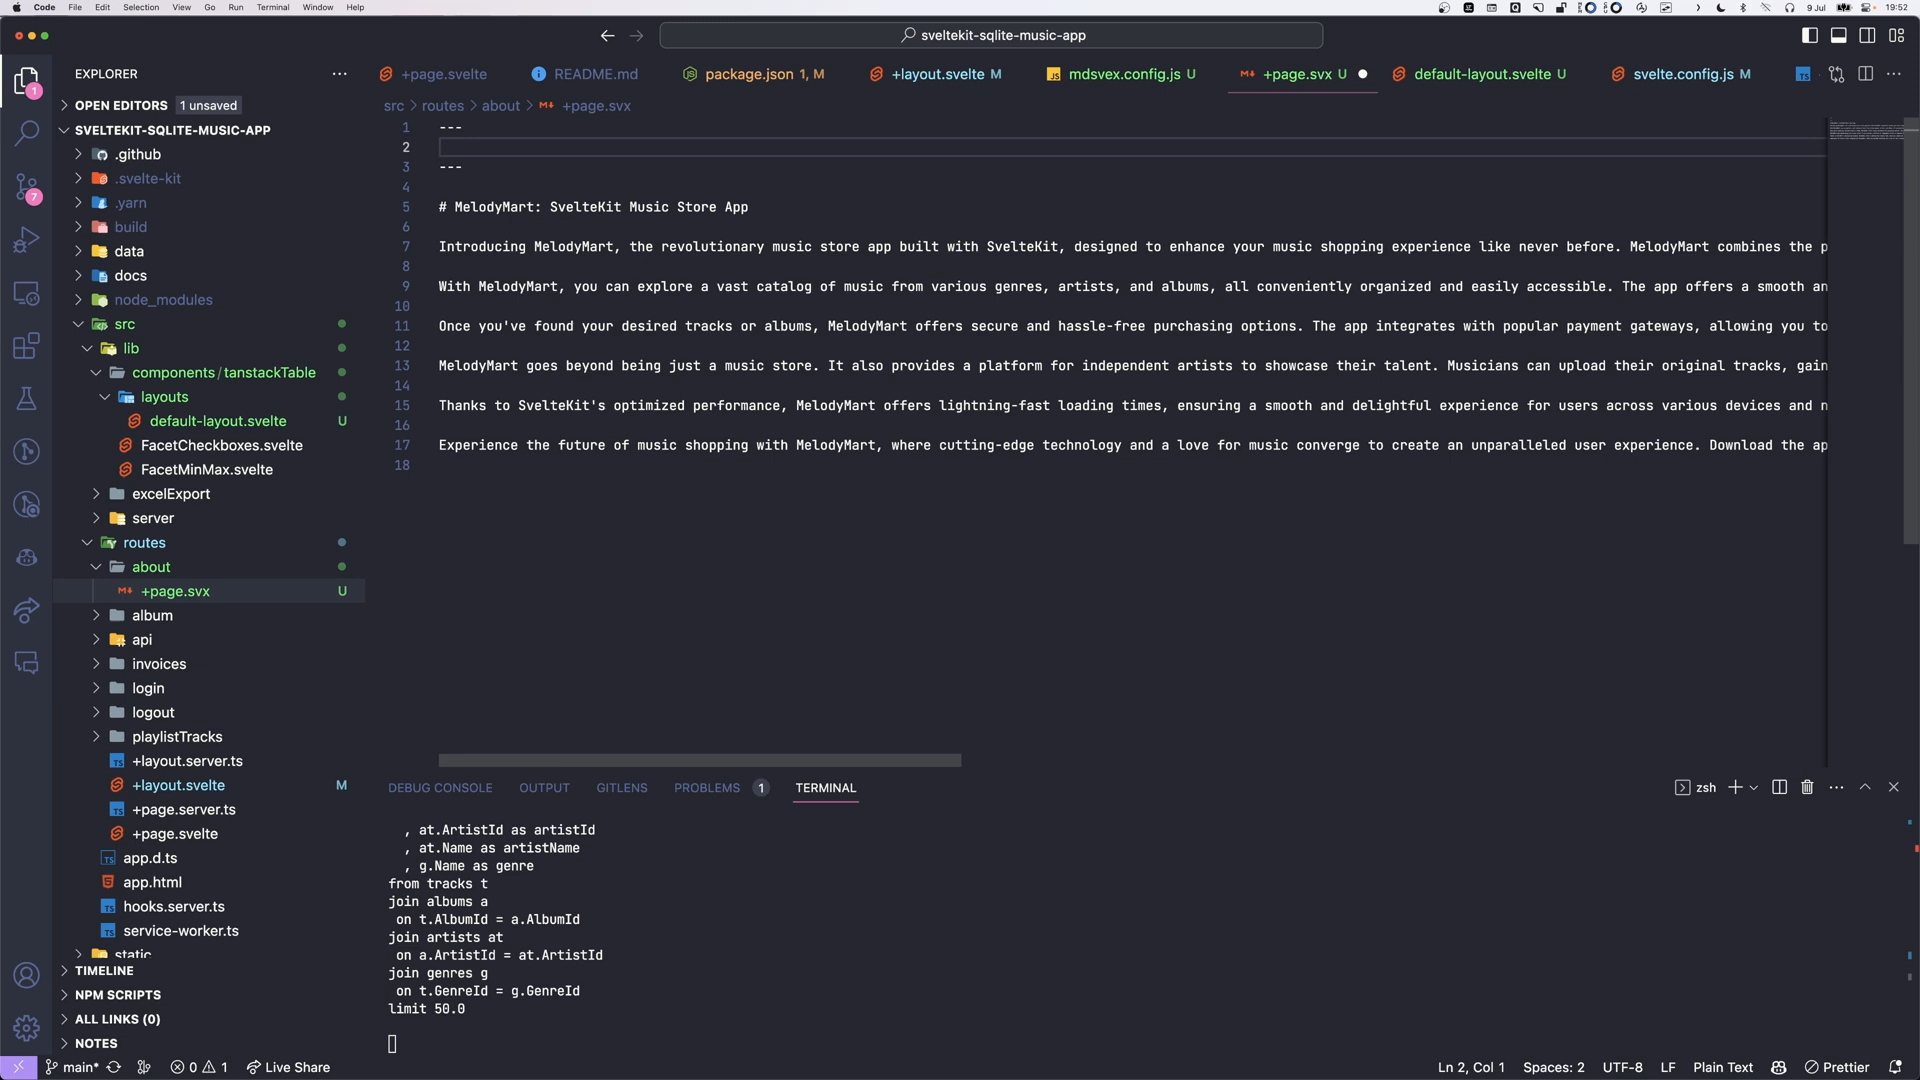 Code File Edit Selection View Go Run Terminal Window Help 9 Jul 19:52
sveltekit-sqlite-music-app
EXPLORER
+page.svelte README.md package.json 1, M +layout.svelte M mdsvex.config.js U +page.svx U default-layout.svelte U svelte.config.js M
OPEN EDITORS 1 unsaved
src > routes > about > +page.svx
SVELTEKIT-SQLITE-MUSIC-APP
.github
.svelte-kit
.yarn
build
data
docs
node_modules
src
lib
components/tanstackTable
layouts
default-layout.svelte U
FacetCheckboxes.svelte
FacetMinMax.svelte
excelExport
server
routes
about
+page.svx U
album
api
invoices
login
logout
playlistTracks
+layout.server.ts
+layout.svelte M
+page.server.ts
+page.svelte
app.d.ts
app.html
hooks.server.ts
service-worker.ts
static
TIMELINE
NPM SCRIPTS
ALL LINKS (0)
NOTES
1 ---
2
3 ---
4
5 # MelodyMart: SvelteKit Music Store App
6
7 Introducing MelodyMart, the revolutionary music store app built with SvelteKit, designed to enhance your music shopping experience like never before. MelodyMart combines the p
8
9 With MelodyMart, you can explore a vast catalog of music from various genres, artists, and albums, all conveniently organized and easily accessible. The app offers a smooth an
10
11 Once you've found your desired tracks or albums, MelodyMart offers secure and hassle-free purchasing options. The app integrates with popular payment gateways, allowing you to
12
13 MelodyMart goes beyond being just a music store. It also provides a platform for independent artists to showcase their talent. Musicians can upload their original tracks, gain
14
15 Thanks to SvelteKit's optimized performance, MelodyMart offers lightning-fast loading times, ensuring a smooth and delightful experience for users across various devices and n
16
17 Experience the future of music shopping with MelodyMart, where cutting-edge technology and a love for music converge to create an unparalleled user experience. Download the ap
18
DEBUG CONSOLE OUTPUT GITLENS PROBLEMS 1 TERMINAL zsh
, at.ArtistId as artistId
, at.Name as artistName
, g.Name as genre
from tracks t
join albums a
on t.AlbumId = a.AlbumId
join artists at
on a.ArtistId = at.ArtistId
join genres g
on t.GenreId = g.GenreId
limit 50.0
main* 0 1 Live Share Ln 2, Col 1 Spaces: 2 UTF-8 LF Plain Text Prettier
1
7